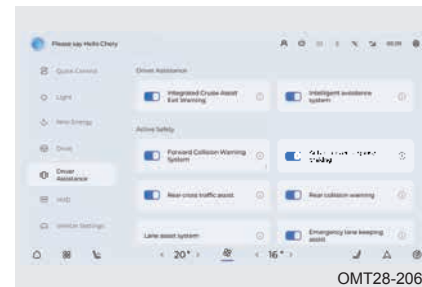 Please say Hello Chery
Quick Control
Driver Assistance
Integrated Cruise Assist
Exit Warning
Intelligent avoidance
system
Light
New Energy
Active Safety
Drive
Forward Collision Warning
System
braking
Driver
Assistance
HUD
Rear cross traffic assist
Rear collision warning
Vehicle Settings
Lane assist system
Emergency lane keeping
assist
20°
16°
OMT28-206